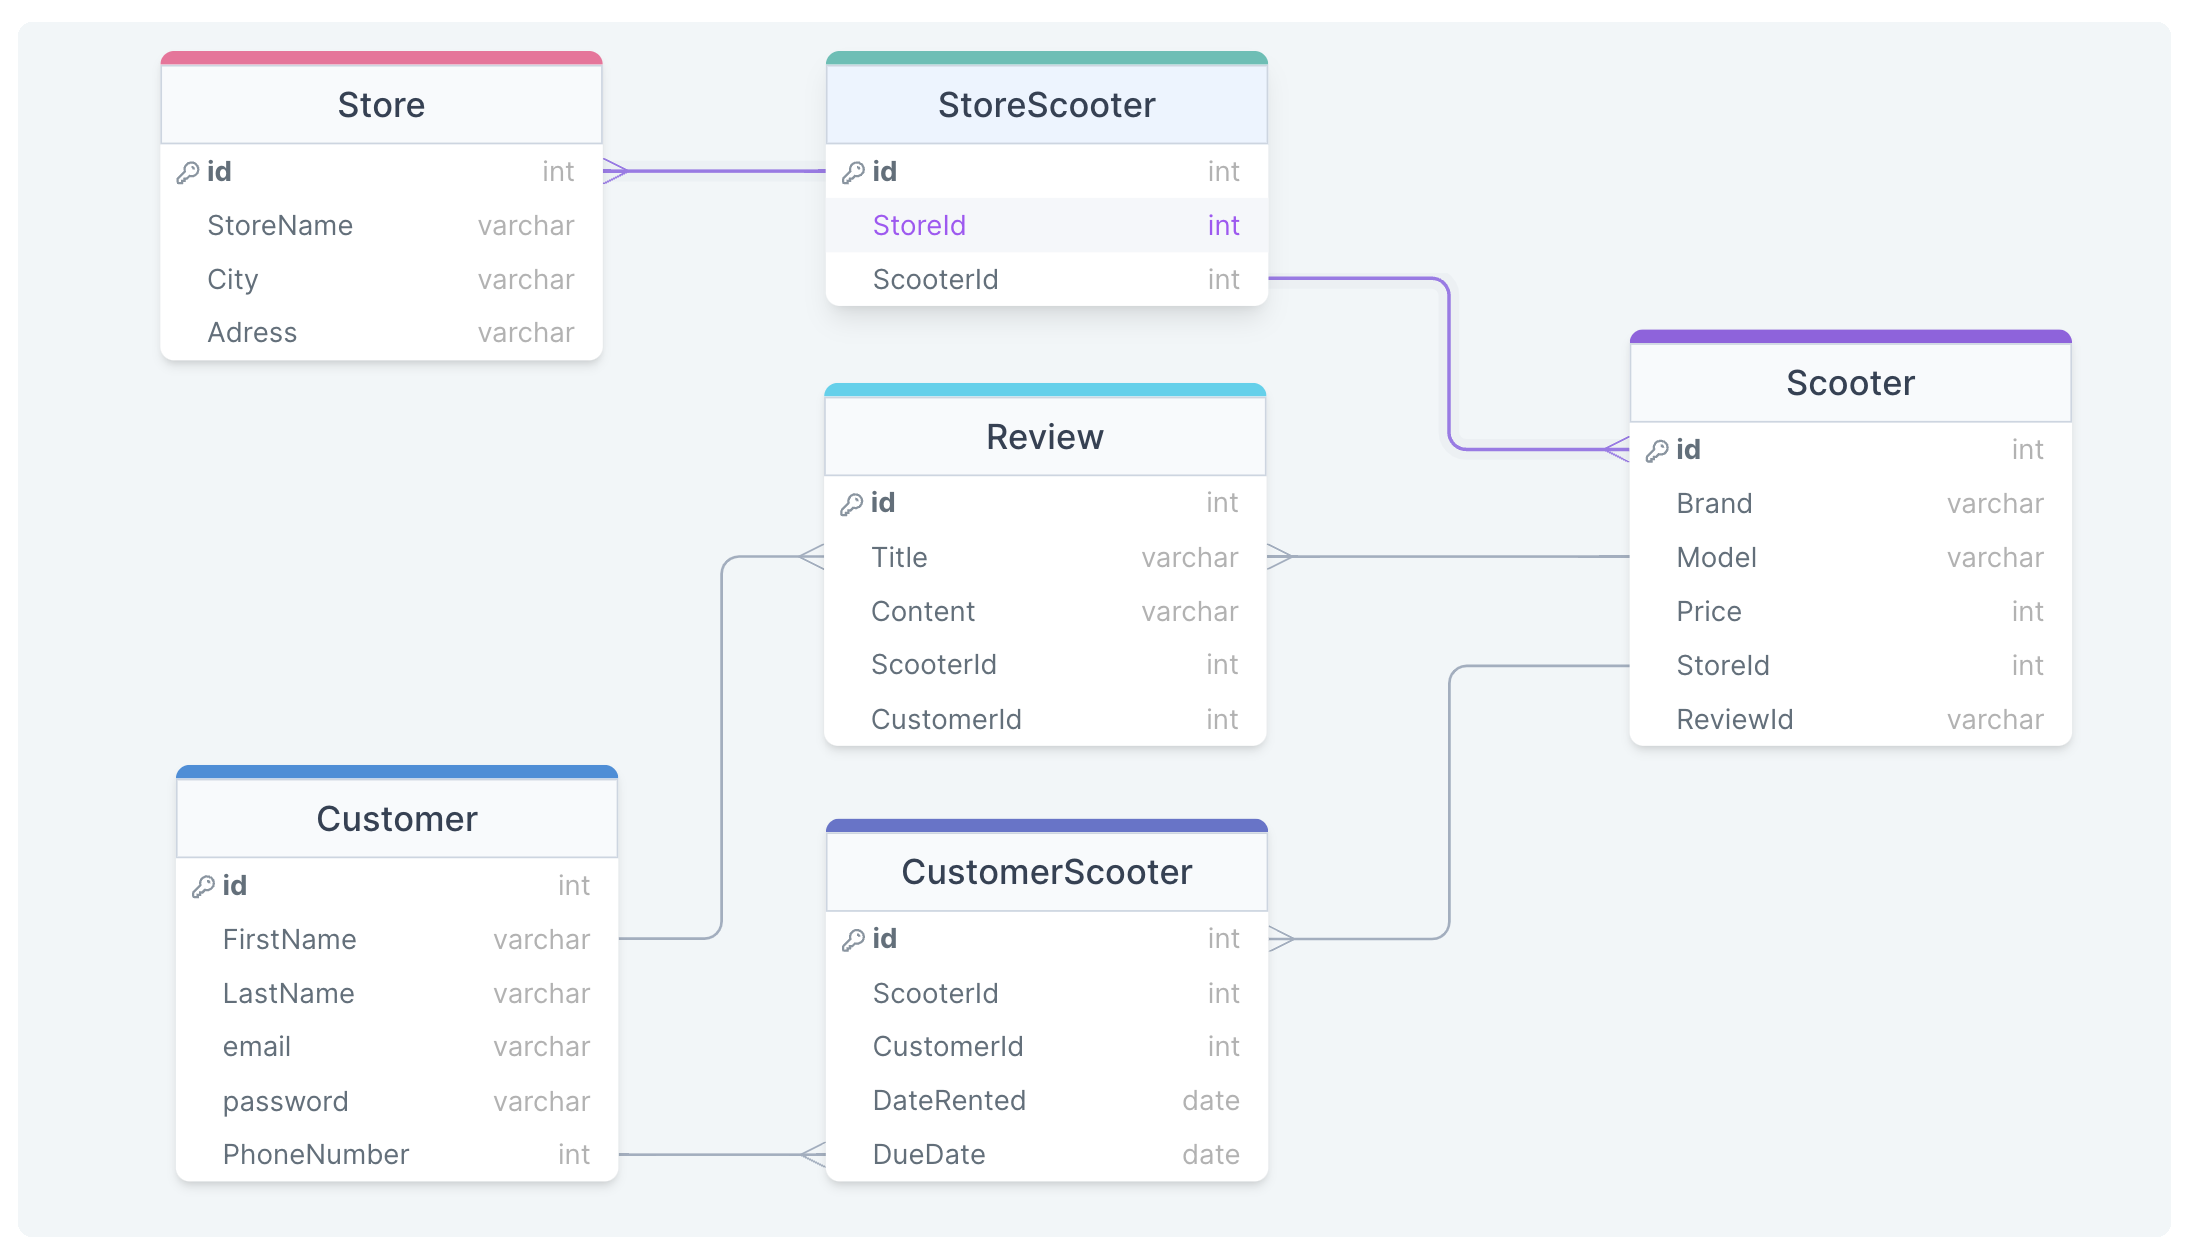 Store
id int
StoreName varchar
City varchar
Adress varchar
StoreScooter
id int
StoreId int
ScooterId int
Scooter
id int
Brand varchar
Model varchar
Price int
StoreId int
ReviewId varchar
Review
id int
Title varchar
Content varchar
ScooterId int
CustomerId int
Customer
id int
FirstName varchar
LastName varchar
email varchar
password varchar
PhoneNumber int
CustomerScooter
id int
ScooterId int
CustomerId int
DateRented date
DueDate date